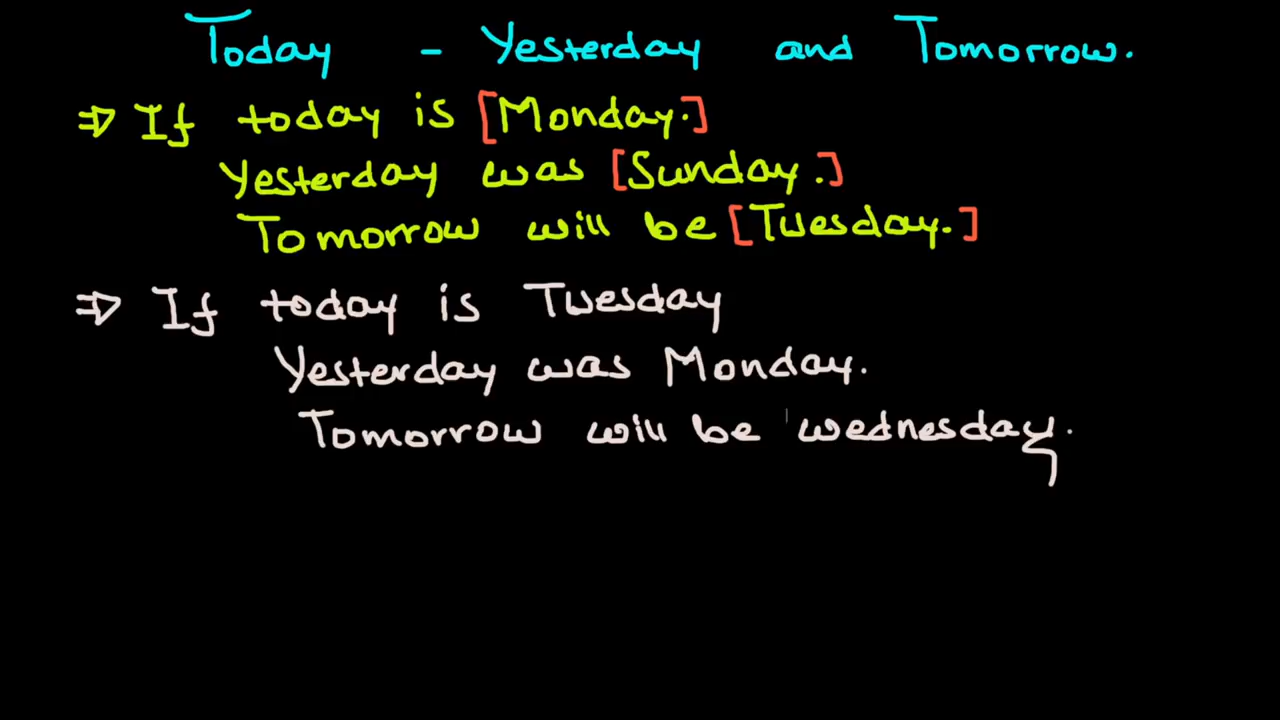 Today - Yesterday and Tomorrow.
⇒ If today is [Monday.]
Yesterday was [Sunday.]
Tomorrow will be [Tuesday.]
⇒ If today is Tuesday
Yesterday was Monday.
Tomorrow will be wednesday.